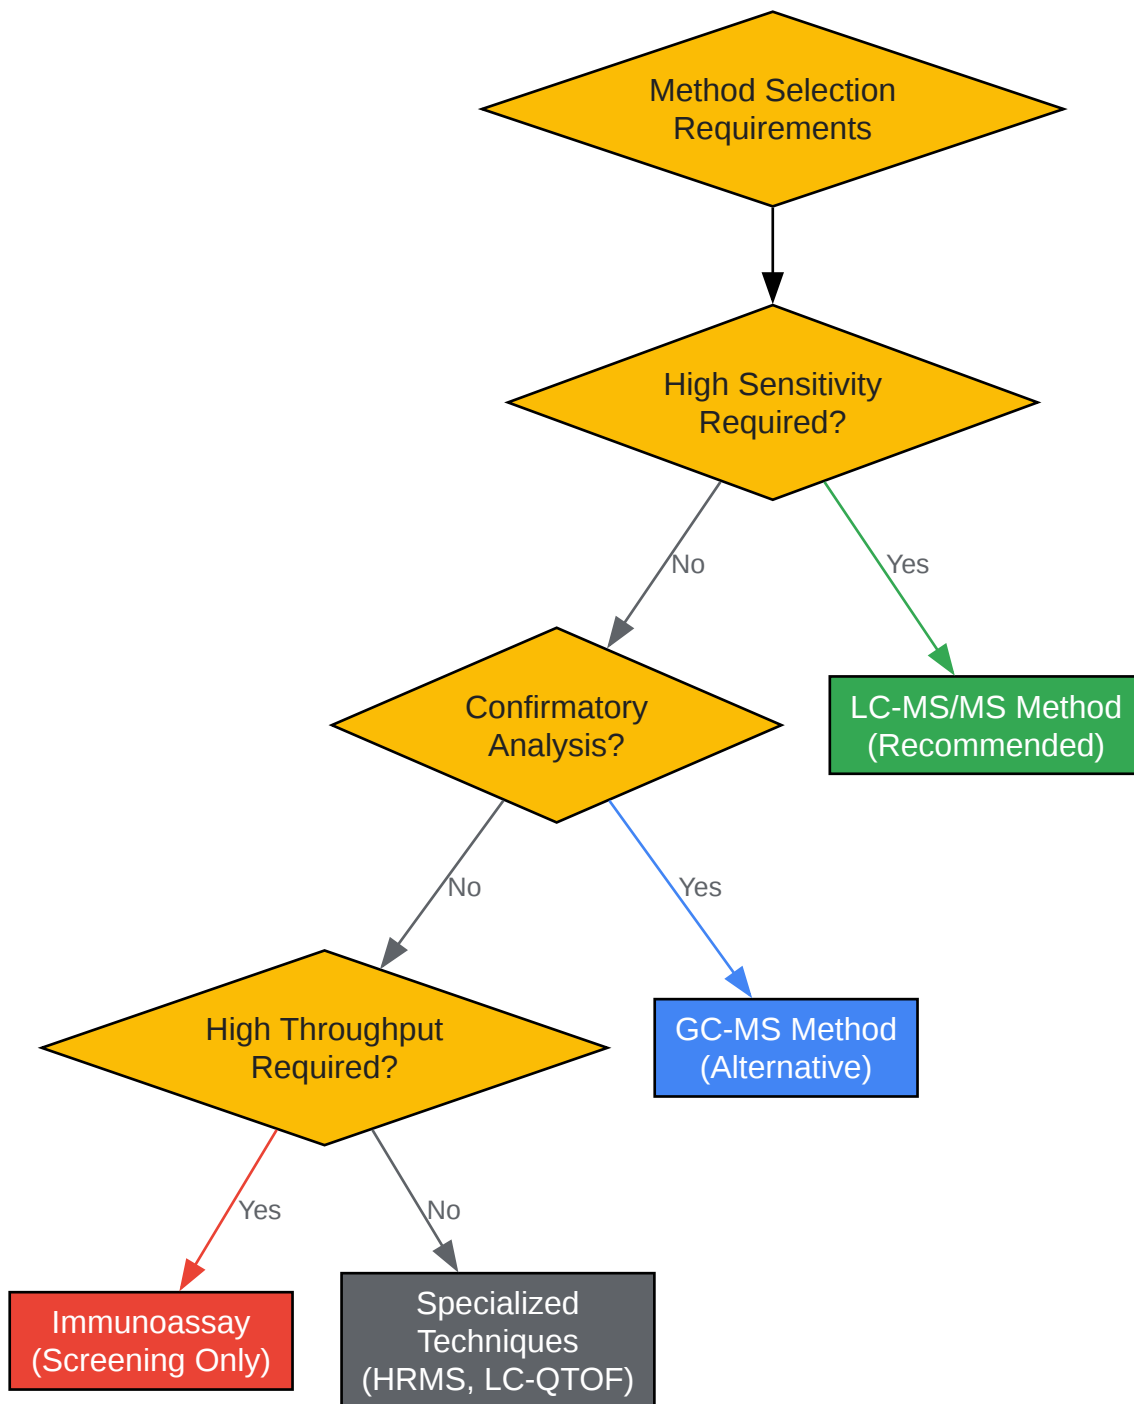 Method Selection
Requirements
High Sensitivity
Required?
No
Yes
Confirmatory
Analysis?
LC-MS/MS Method
(Recommended)
No
Yes
High Throughput
Required?
GC-MS Method
(Alternative)
Yes
No
Immunoassay
(Screening Only)
Specialized
Techniques
(HRMS, LC-QTOF)